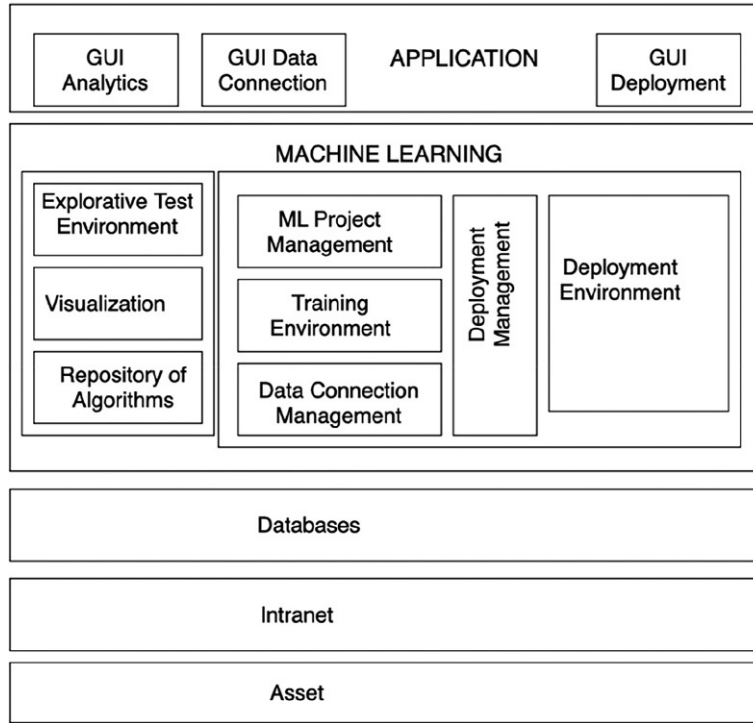 GUI
Analytics
GUI Data
Connection
APPLICATION
GUI
Deployment
MACHINE LEARNING
Explorative Test
Environment
Visualization
Repository of
Algorithms
ML Project
Management
Training
Environment
Data Connection
Management
Deployment
Management
Deployment
Environment
Databases
Intranet
Asset